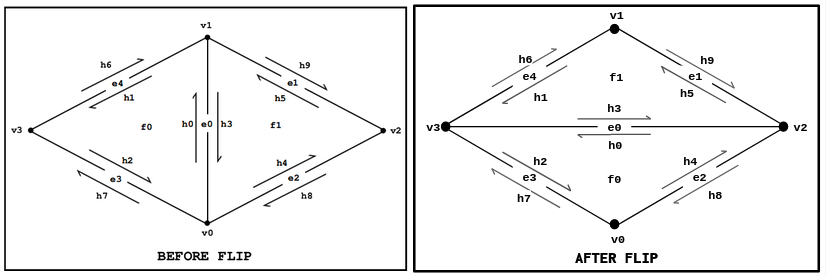 v1
h6
h9
e4
e1
h1
h5
v3
f0
h0
e0
h3
f1
v2
h2
h4
e3
e2
h7
h8
v0
BEFORE FLIP
v1
h6
h9
e4
f1
e1
h1
h5
h3
v3
e0
v2
h0
h2
h4
e3
f0
e2
h7
h8
v0
AFTER FLIP